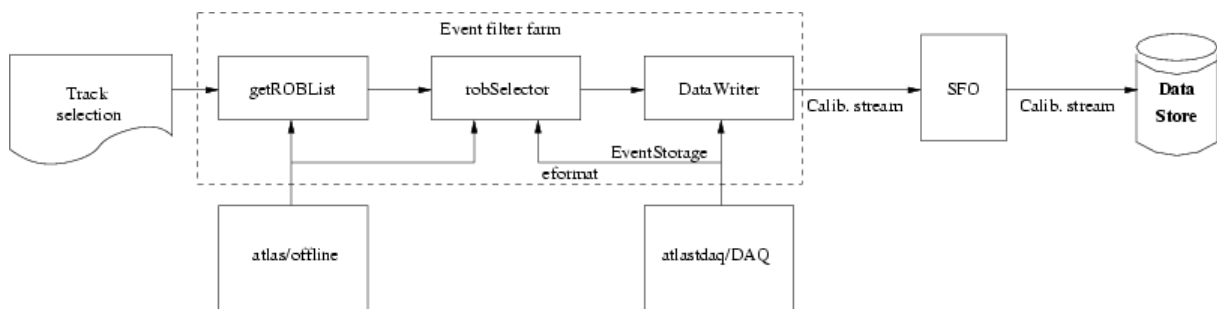 Event filter farm
Track
selection
getROBList
robSelector
DataWriter
Calib. stream
SFO
Calib. stream
Data
Store
EventStorage
eformat
atlas/offline
atlastdaq/DAQ